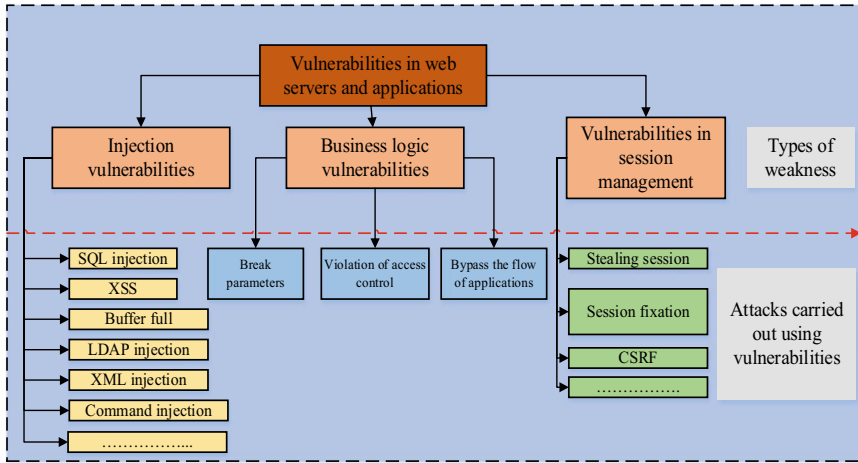 Vulnerabilities in web
servers and applications
Injection
vulnerabilities
Business logic
vulnerabilities
Vulnerabilities in
session
management
Types of
weakness
SQL injection
XSS
Buffer full
LDAP injection
XML injection
Command injection
……………...
Break
parameters
Violation of access
control
Bypass the flow
of applications
Stealing session
Session fixation
CSRF
……………
Attacks carried
out using
vulnerabilities